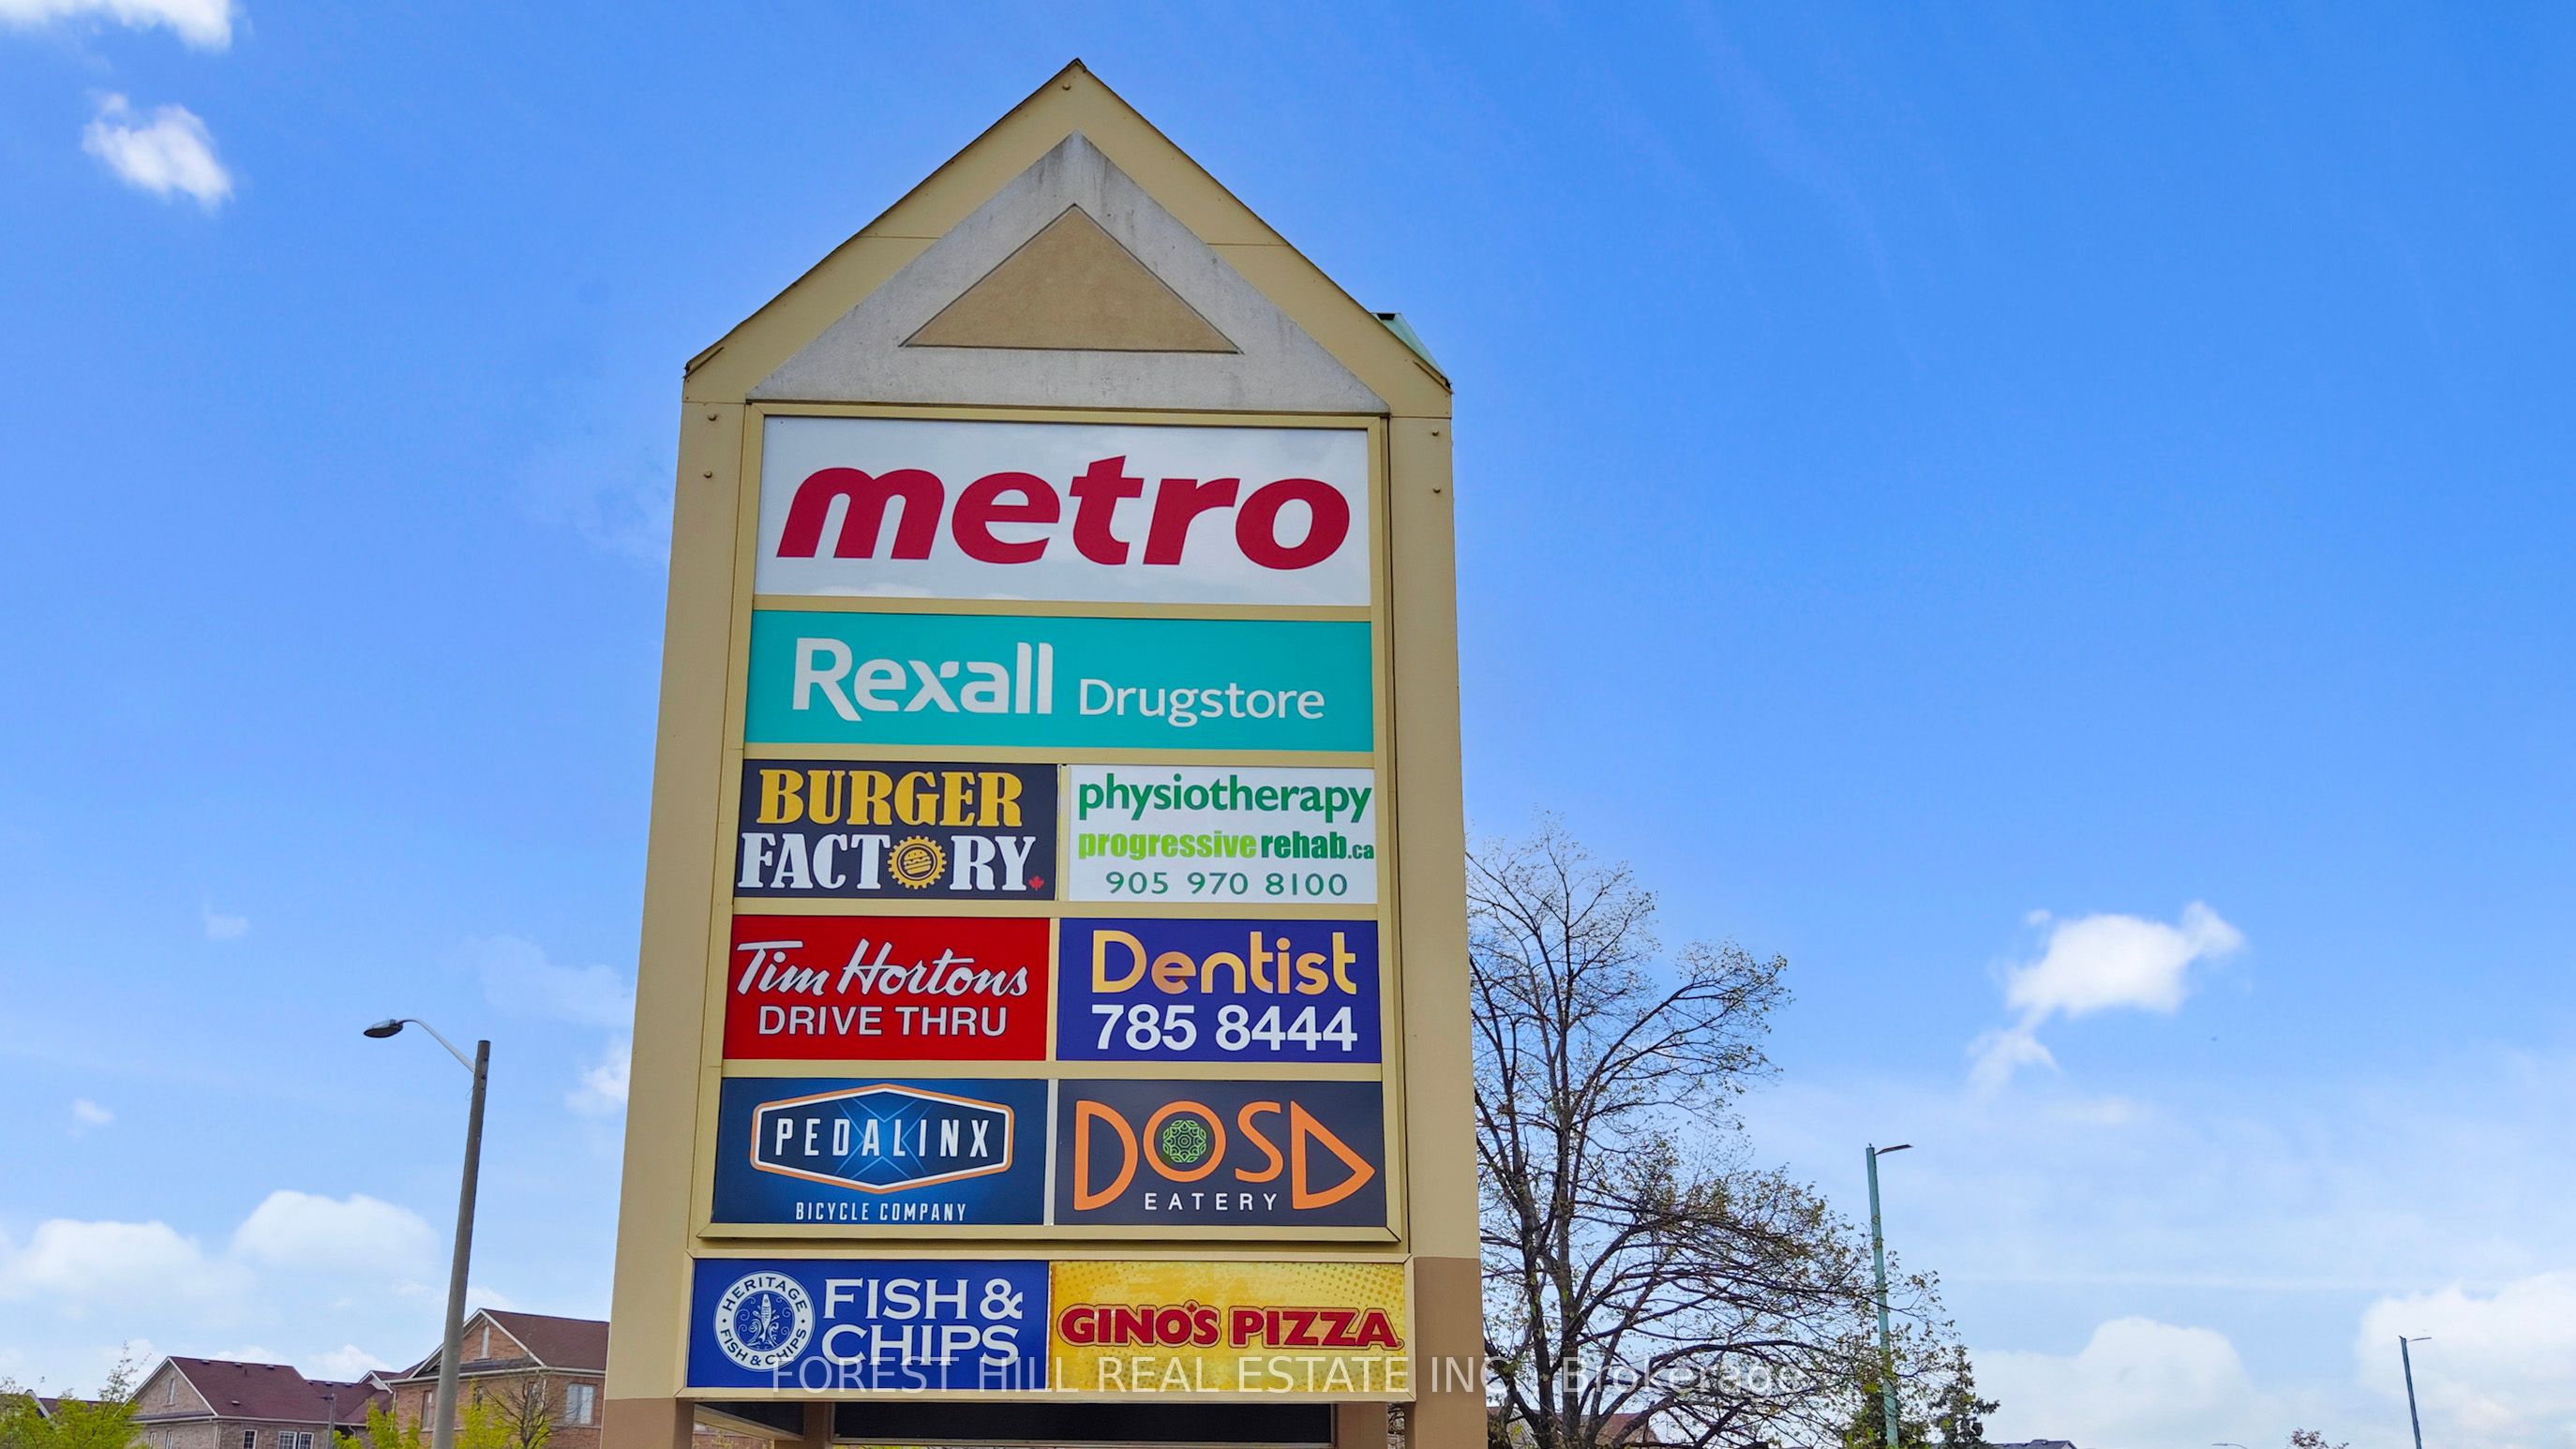 metro
Rexall Drugstore
BURGER
FACTORY
physiotherapy
progressiverehab.ca
905 970 8100
Tim Hortons
DRIVE THRU
Dentist
785 8444
PEDALINX
BICYCLE COMPANY
DOSA
EATERY
HERITAGE
FISH & CHIPS
FISH &
CHIPS
GINO'S PIZZA
FOREST HILL REAL ESTATE INC., Brokerage